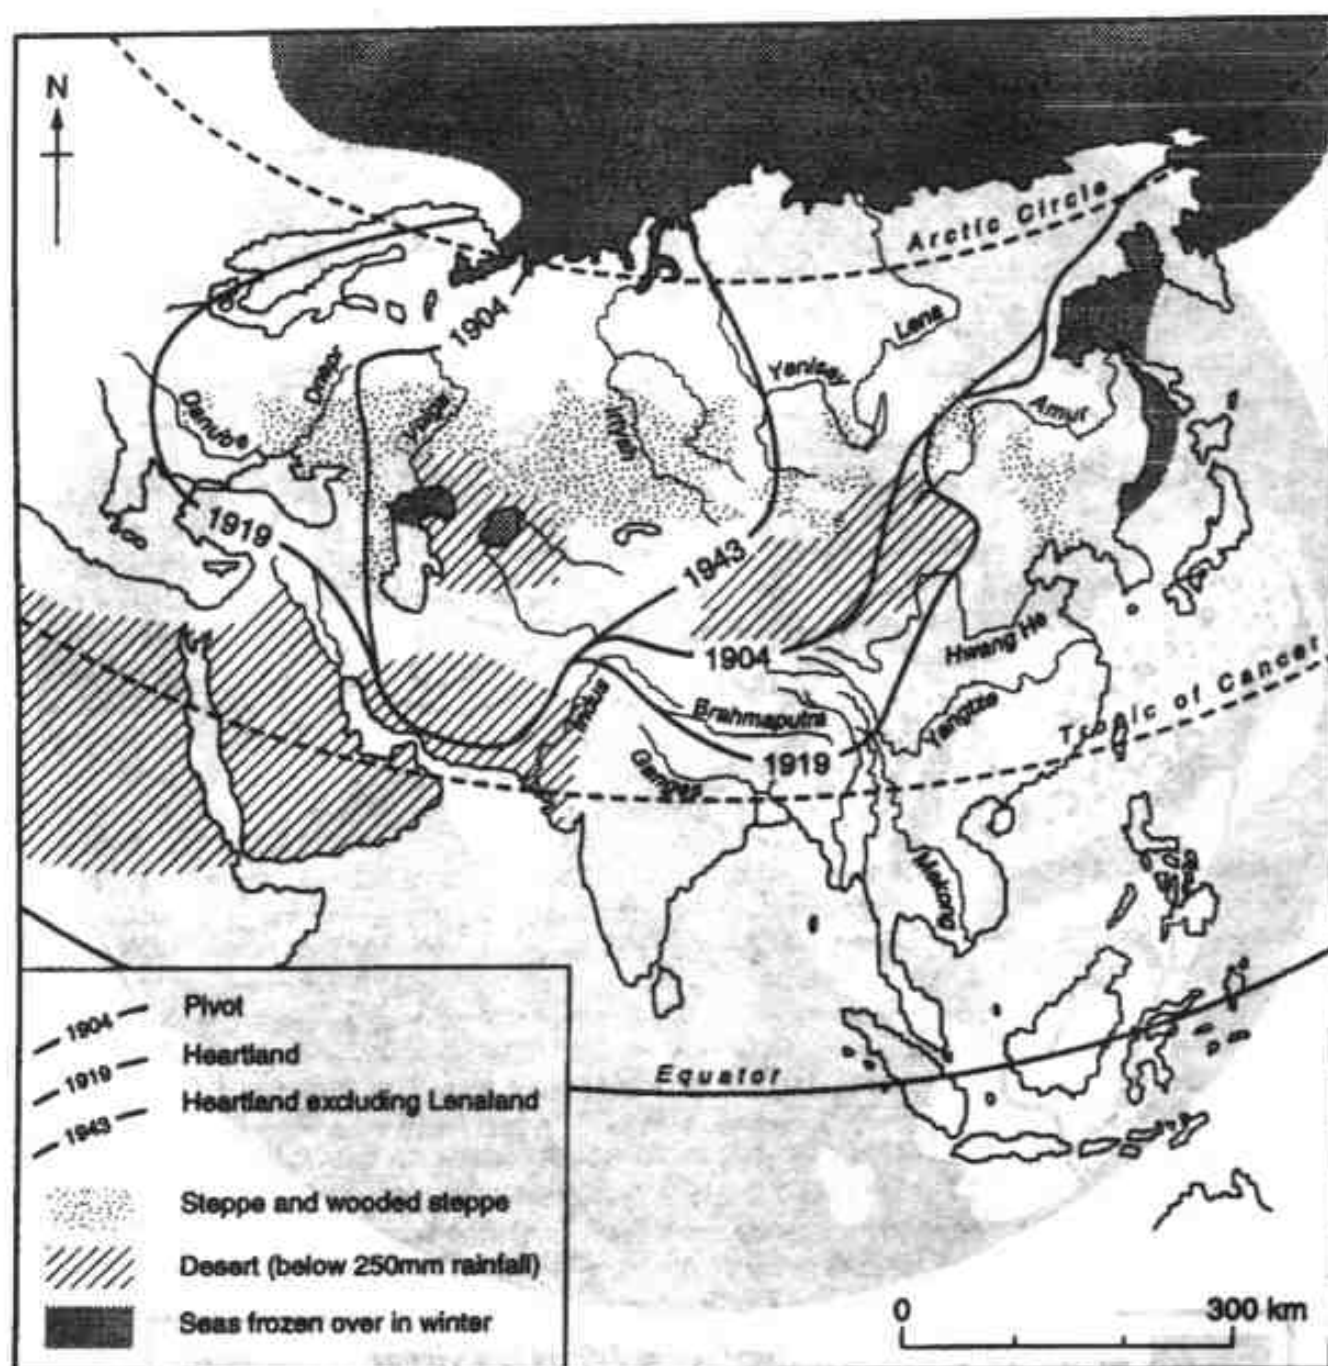 N
Arctic Circle
1904
Lena
Yenisey
Dnepr
Danube
Volga
Irtysh
Amur
1919
1943
1904
Hwang He
Indus
Brahmaputra
Yangtze
Tropic of Cancer
1919
Ganges
Mekong
Equator
1904 Pivot
1919 Heartland
1943 Heartland excluding Lenaland
Steppe and wooded steppe
Desert (below 250mm rainfall)
Seas frozen over in winter
0 300 km